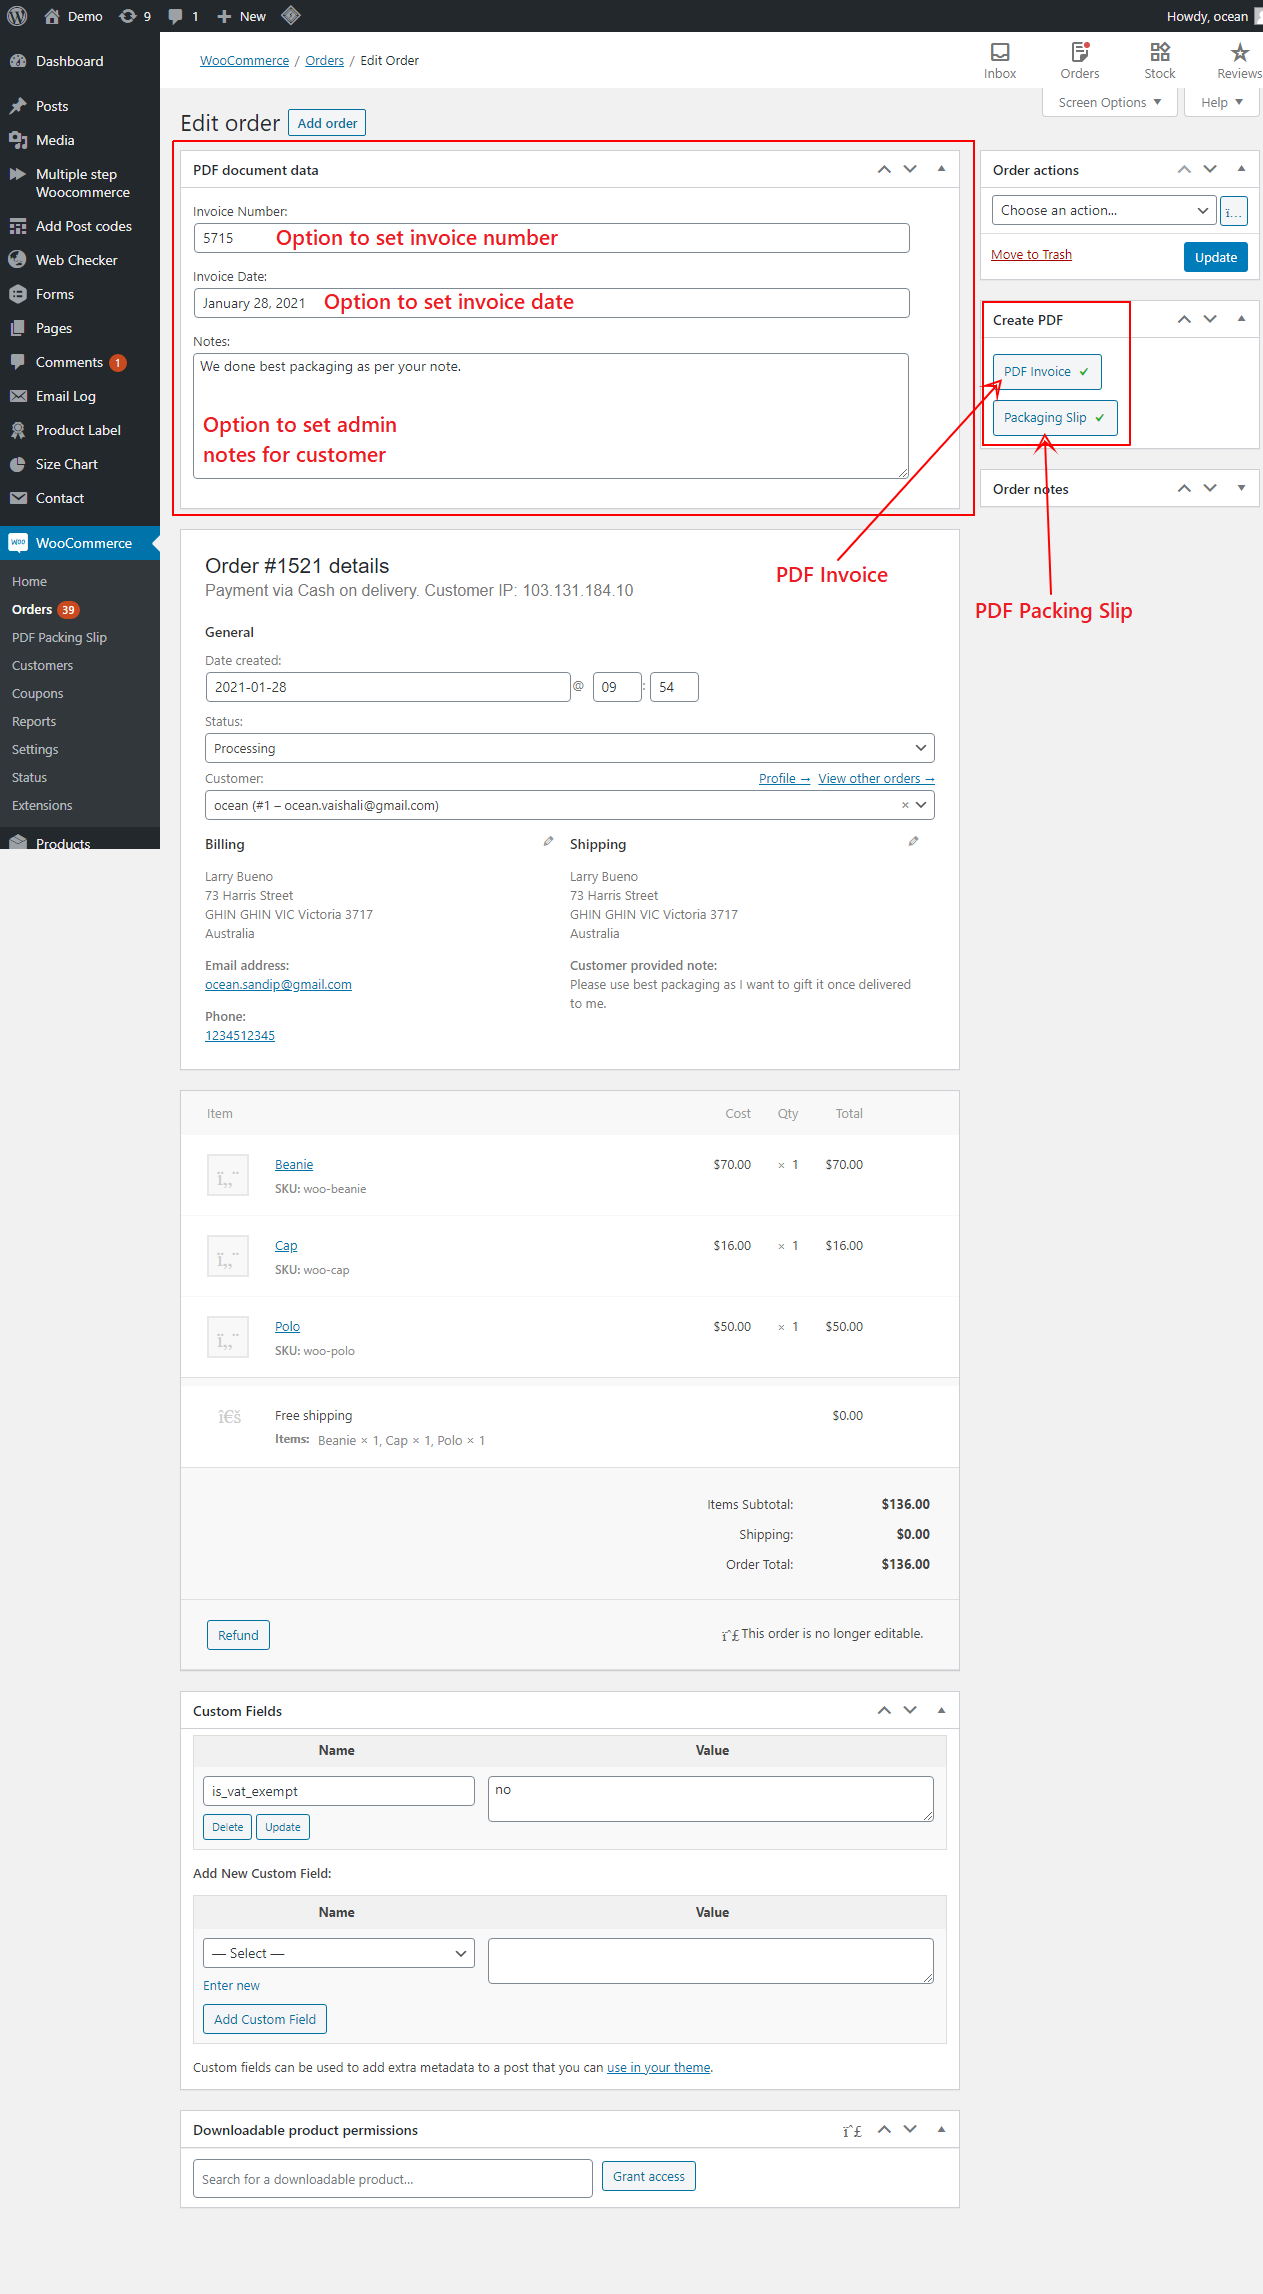 Demo 9 1 New Howdy, ocean
Dashboard
Posts
Media
Multiple step
Woocommerce
Add Post codes
Web Checker
Forms
Pages
Comments 1
Email Log
Product Label
Size Chart
Contact
WooCommerce
Home
Orders 39
PDF Packing Slip
Customers
Coupons
Reports
Settings
Status
Extensions
Products
WooCommerce / Orders / Edit Order
Inbox Orders Stock Reviews
Screen Options Help
Edit order Add order
PDF document data
Invoice Number:
5715 Option to set invoice number
Invoice Date:
January 28, 2021 Option to set invoice date
Notes:
We done best packaging as per your note.
Option to set admin
notes for customer
Order actions
Choose an action... ï...
Move to Trash Update
Create PDF
PDF Invoice
Packaging Slip
Order notes
PDF Invoice
PDF Packing Slip
Order #1521 details
Payment via Cash on delivery. Customer IP: 103.131.184.10
General
Date created:
2021-01-28 @ 09 : 54
Status:
Processing
Customer: Profile → View other orders →
ocean (#1 – ocean.vaishali@gmail.com) ×
Billing
Larry Bueno
73 Harris Street
GHIN GHIN VIC Victoria 3717
Australia
Email address:
ocean.sandip@gmail.com
Phone:
1234512345
Shipping
Larry Bueno
73 Harris Street
GHIN GHIN VIC Victoria 3717
Australia
Customer provided note:
Please use best packaging as I want to gift it once delivered
to me.
Item Cost Qty Total
ï„¨ Beanie $70.00 × 1 $70.00
SKU: woo-beanie
ï„¨ Cap $16.00 × 1 $16.00
SKU: woo-cap
ï„¨ Polo $50.00 × 1 $50.00
SKU: woo-polo
î€š Free shipping $0.00
Items: Beanie × 1, Cap × 1, Polo × 1
Items Subtotal: $136.00
Shipping: $0.00
Order Total: $136.00
Refund ïˆ£ This order is no longer editable.
Custom Fields
Name Value
is_vat_exempt no
Delete Update
Add New Custom Field:
Name Value
— Select —
Enter new
Add Custom Field
Custom fields can be used to add extra metadata to a post that you can use in your theme.
Downloadable product permissions ïˆ£
Search for a downloadable product... Grant access